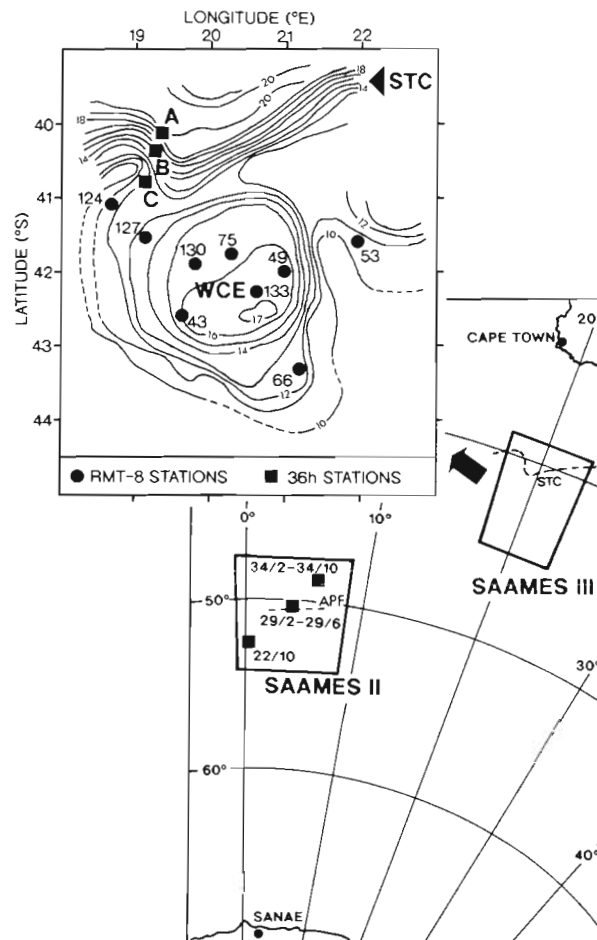 LONGITUDE (°E)
19 20 21 22
LATITUDE (°S)
40
41
42
43
44
18
20
20
18
14
STC
A
B
C
18
14
124
127
130
75
49
133
WCE
43
17
16
14
66
12
10
53
12
10
● RMT-8 STATIONS ■ 36h STATIONS
20
CAPE TOWN
STC
SAAMES III
0° 10°
34/2-34/10
50° APF
29/2-29/6
22/10
SAAMES II
30°
60°
40°
SANAE